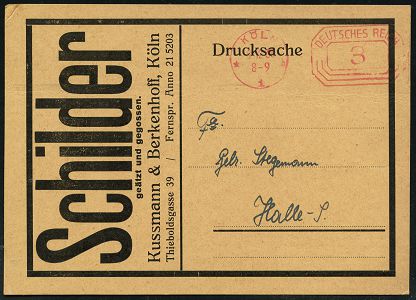 Schilder
geätzt und gegossen.
Kussmann & Berkenhoff, Köln
Thieboldsgasse 39 / Fernspr. Anno 21 5203
KÖLN
8-9
DEUTSCHES REICH
3
Drucksache
Fa.
Gebr. Stegemann
Halle-S.